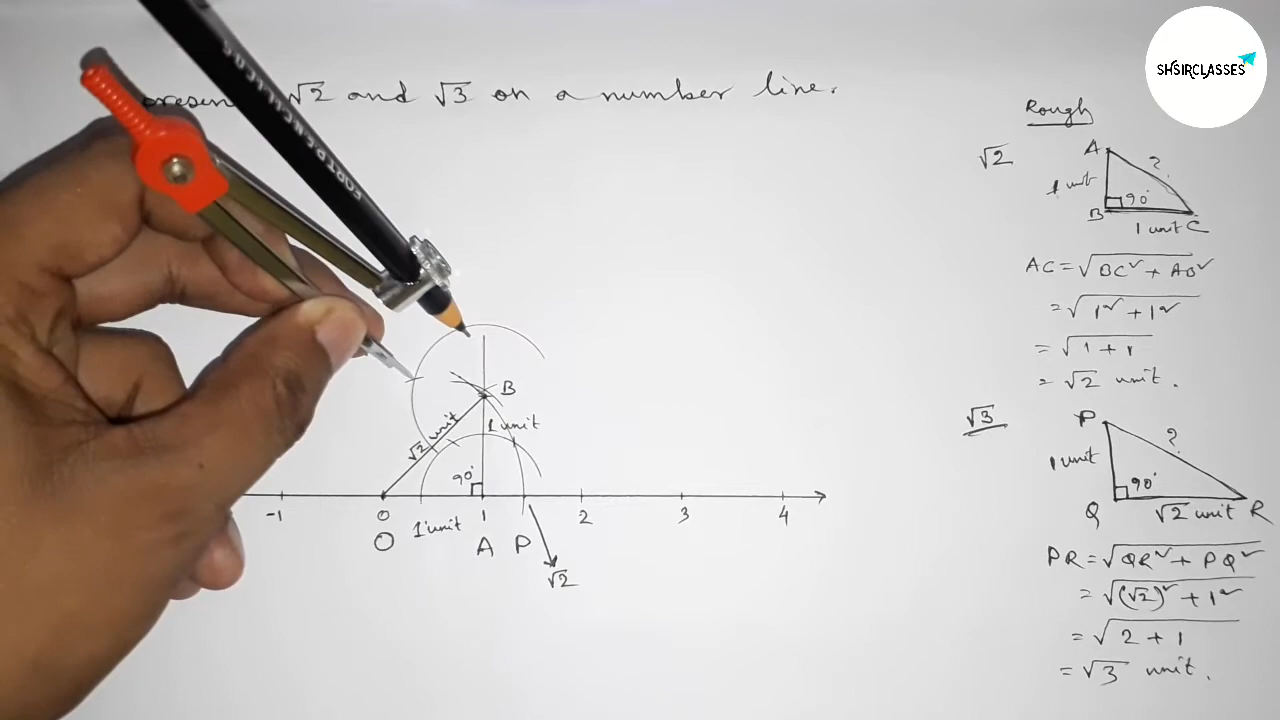 √2 and √3 on a number line.
SHSIRCLASSES
Rough
√2
A
?
1 unit
90°
B
1 unit C
AC = √BC² + AB²
= √1² + 1²
= √1 + 1
= √2 unit.
√3
P
?
1 unit
90°
Q
√2 unit R
PR = √QR² + PQ²
= √(√2)² + 1²
= √2 + 1
= √3 unit.
B
√2 unit
1 unit
90°
-1 0 1 2 3 4
1 unit
O A P
√2
FORTPENCILLEAD